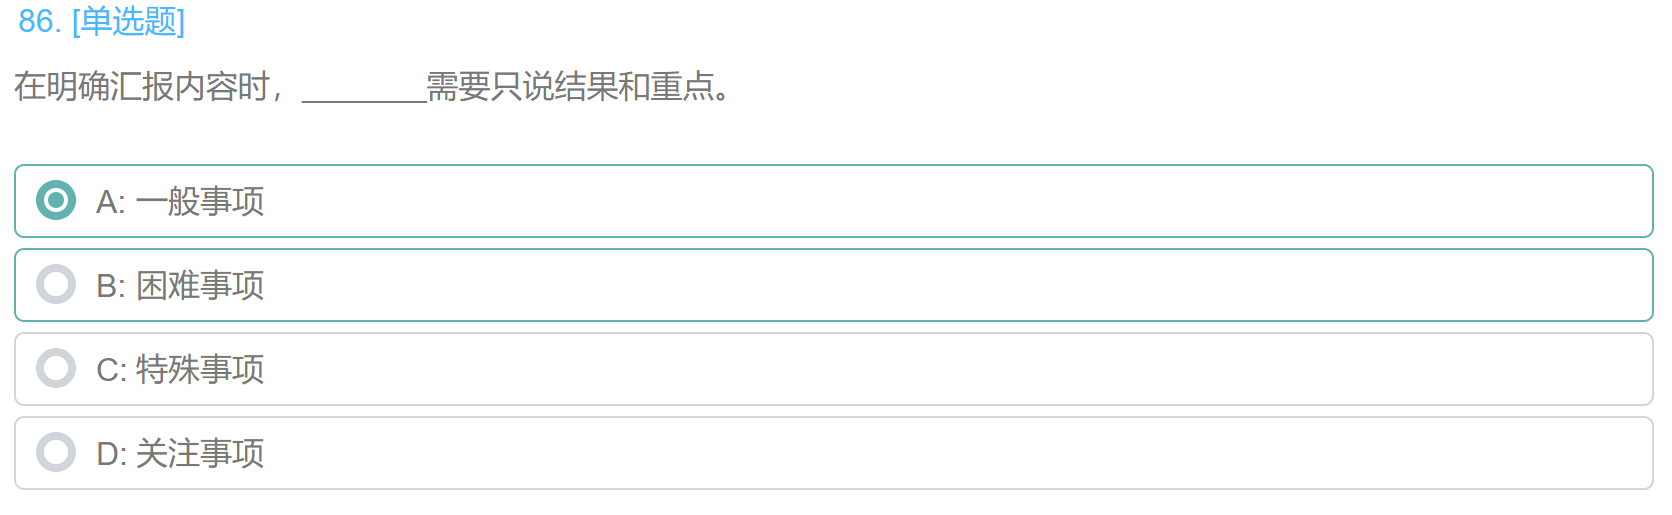 86. [单选题]
在明确汇报内容时，_______需要只说结果和重点。
A: 一般事项
B: 困难事项
C: 特殊事项
D: 关注事项